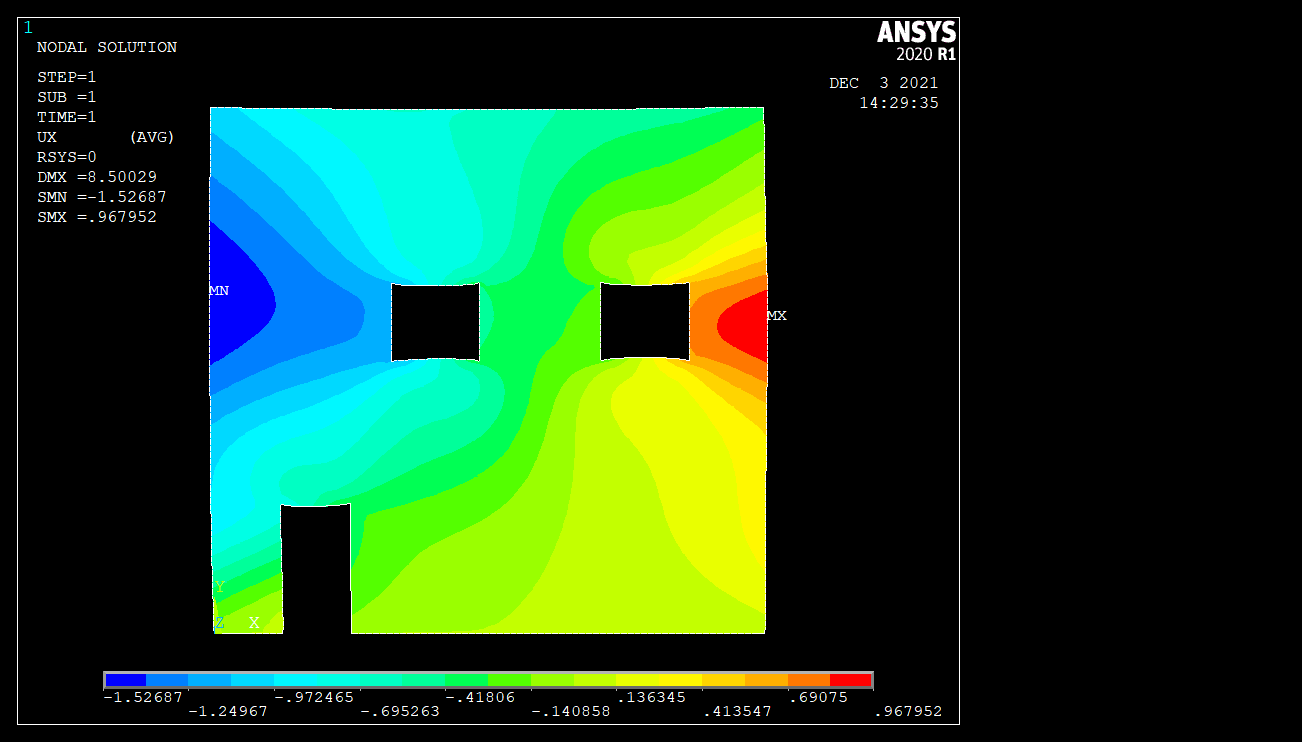 1
ANSYS
2020 R1
NODAL SOLUTION
STEP=1
SUB =1
TIME=1
UX (AVG)
RSYS=0
DMX =8.50029
SMN =-1.52687
SMX =.967952
DEC 3 2021
14:29:35
MN
MX
Y
Z X
-1.52687 -.972465 -.41806 .136345 .69075
-1.24967 -.695263 -.140858 .413547 .967952